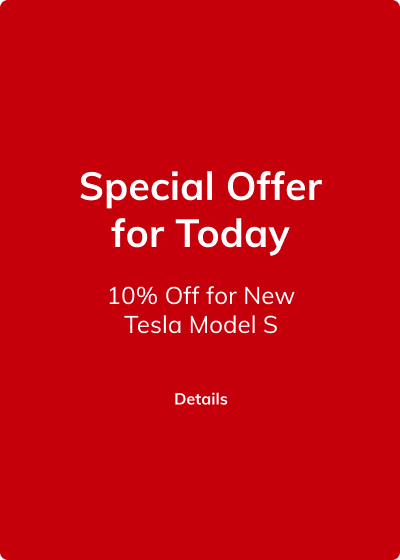 Special Offer
for Today
10% Off for New
Tesla Model S
Details